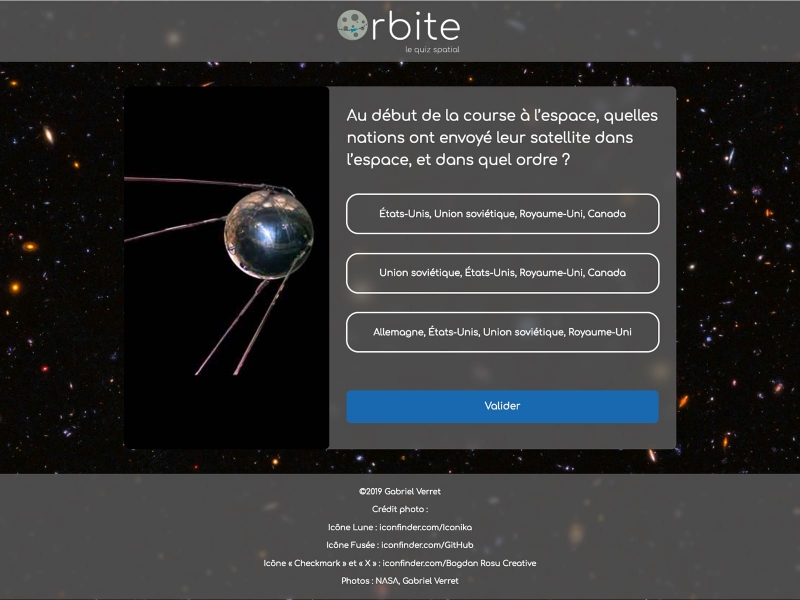 Orbite
le quiz spatial
Au début de la course à l'espace, quelles
nations ont envoyé leur satellite dans
l'espace, et dans quel ordre ?
États-Unis, Union soviétique, Royaume-Uni, Canada
Union soviétique, États-Unis, Royaume-Uni, Canada
Allemagne, États-Unis, Union soviétique, Royaume-Uni
Valider
©2019 Gabriel Verret
Crédit photo :
Icône Lune : iconfinder.com/Iconika
Icône Fusée : iconfinder.com/GitHub
Icône « Checkmark » et « X » : iconfinder.com/Bogdan Rosu Creative
Photos : NASA, Gabriel Verret